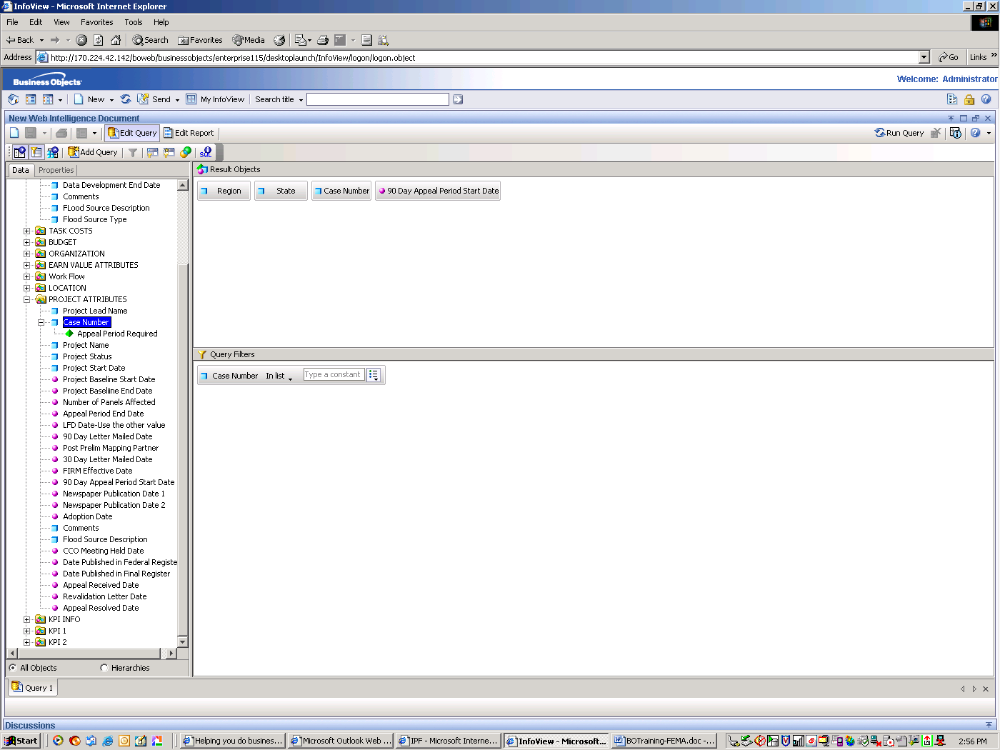 InfoView - Microsoft Internet Explorer
File Edit View Favorites Tools Help
Back Search Favorites Media
Address http://170.224.42.142/boweb/businessobjects/enterprise115/desktoplaunch/InfoView/logon/logon.object Go Links »
Business Objects Welcome: Administrator
New Send My InfoView Search title
New Web Intelligence Document
Edit Query Edit Report Run Query
Add Query SQL
Data Properties
Result Objects
Region State Case Number 90 Day Appeal Period Start Date
Data Development End Date
Comments
FLood Source Description
Flood Source Type
TASK COSTS
BUDGET
ORGANIZATION
EARN VALUE ATTRIBUTES
Work Flow
LOCATION
PROJECT ATTRIBUTES
Project Lead Name
Case Number
Appeal Period Required
Project Name
Project Status
Project Start Date
Project Baseline Start Date
Project Baseliine End Date
Number of Panels Affected
Appeal Period End Date
LFD Date-Use the other value
90 Day Letter Mailed Date
Post Prelim Mapping Partner
30 Day Letter Mailed Date
FIRM Effective Date
90 Day Appeal Period Start Date
Newspaper Publication Date 1
Newspaper Publication Date 2
Adoption Date
Comments
Flood Source Description
CCO Meeting Held Date
Date Published in Federal Registe
Date Published in Final Register
Appeal Received Date
Revalidation Letter Date
Appeal Resolved Date
KPI INFO
KPI 1
KPI 2
All Objects Hierarchies
Query Filters
Case Number In list Type a constant
Query 1
Discussions
Start Helping you do busines... Microsoft Outlook Web ... IPF - Microsoft Interne... InfoView - Microsoft... BOTraining-FEMA.doc -... 2:56 PM